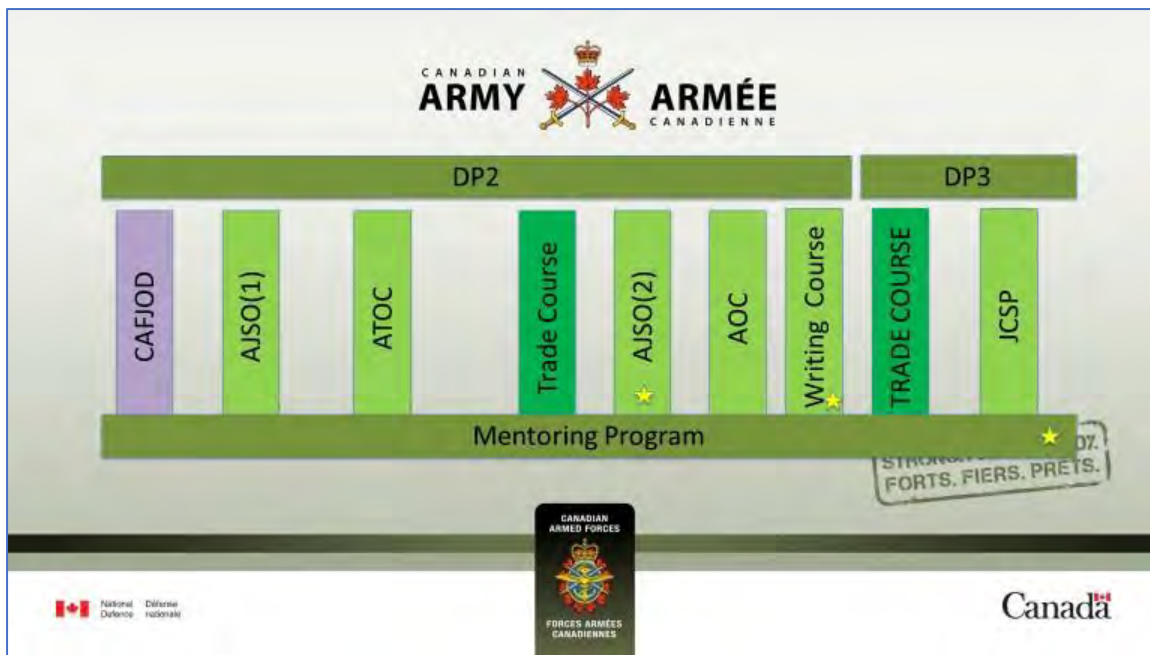 CANADIAN
ARMY
ARMÉE
CANADIENNE
DP2
DP3
CAFJOD
AJSO(1)
ATOC
Trade Course
AJSO(2)
AOC
Writing Course
TRADE COURSE
JCSP
Mentoring Program
FORTS. FIERS. PRÊTS.
CANADIAN
ARMED FORCES
FORCES ARMÉES
CANADIENNES
National Défense
Defence nationale
Canada